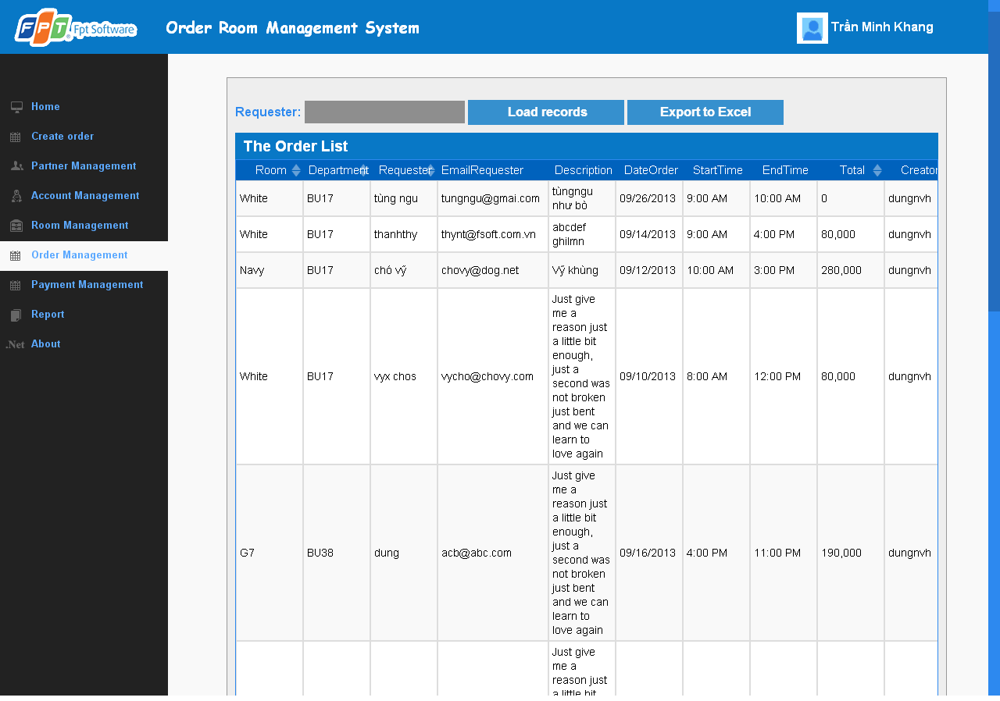 FPT Fpt Software
®
Order Room Management System
Trần Minh Khang
Home
Create order
Partner Management
Account Management
Room Management
Order Management
Payment Management
Report
.Net About
Requester: Load records Export to Excel
The Order List
Room Department Requester EmailRequester Description DateOrder StartTime EndTime Total Creator
White BU17 tùng ngu tungngu@gmai.com tùngngu như bò 09/26/2013 9:00 AM 10:00 AM 0 dungnvh
White BU17 thanhthy thynt@fsoft.com.vn abcdef ghilmn 09/14/2013 9:00 AM 4:00 PM 80,000 dungnvh
Navy BU17 chó vỹ chovy@dog.net Vỹ khùng 09/12/2013 10:00 AM 3:00 PM 280,000 dungnvh
White BU17 vyx chos vycho@chovy.com Just give me a reason just a little bit enough, just a second was not broken just bent and we can learn to love again 09/10/2013 8:00 AM 12:00 PM 80,000 dungnvh
G7 BU38 dung acb@abc.com Just give me a reason just a little bit enough, just a second was not broken just bent and we can learn to love again 09/16/2013 4:00 PM 11:00 PM 190,000 dungnvh
Just give
me a
reason just
a little bit